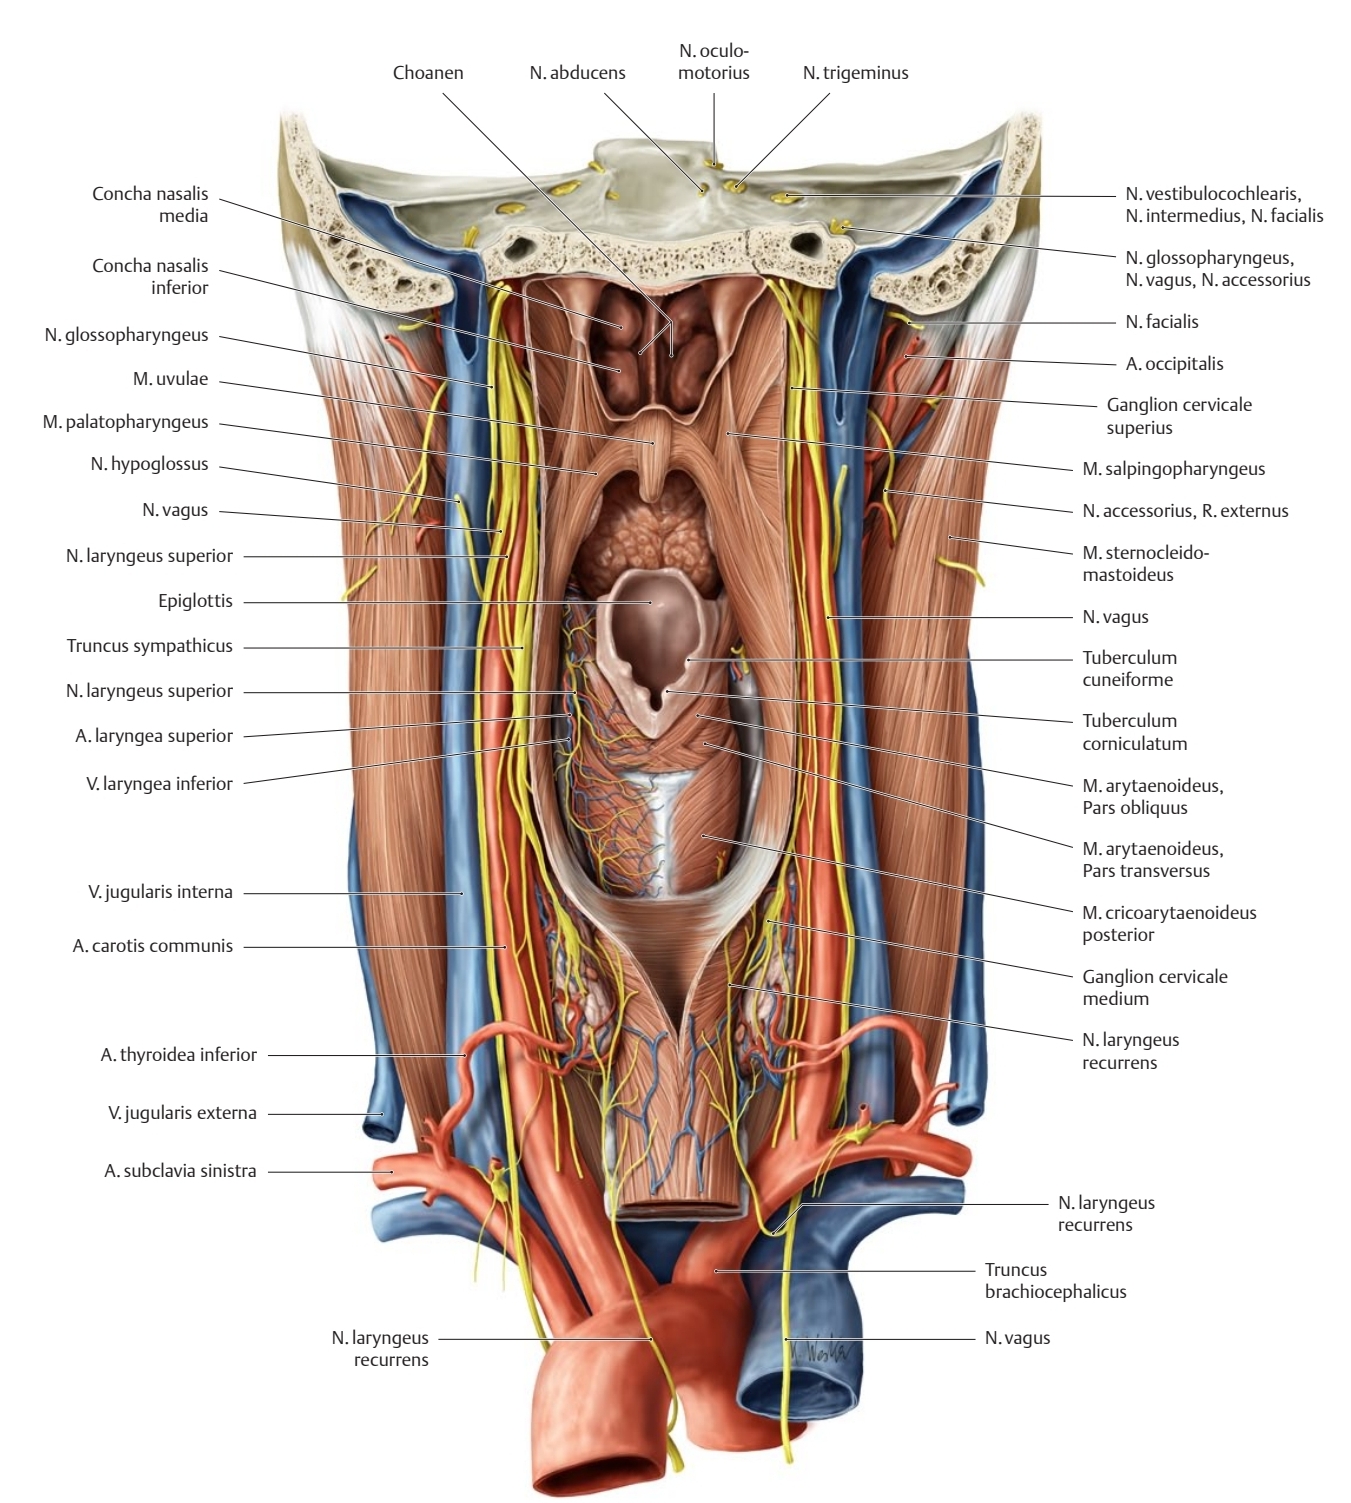 N. oculo-
motorius
Choanen
N. abducens
N. trigeminus
Concha nasalis
media
Concha nasalis
inferior
N. glossopharyngeus
M. uvulae
M. palatopharyngeus
N. hypoglossus
N. vagus
N. laryngeus superior
Epiglottis
Truncus sympathicus
N. laryngeus superior
A. laryngea superior
V. laryngea inferior
V. jugularis interna
A. carotis communis
A. thyroidea inferior
V. jugularis externa
A. subclavia sinistra
N. laryngeus
recurrens
N. vestibulocochlearis,
N. intermedius, N. facialis
N. glossopharyngeus,
N. vagus, N. accessorius
N. facialis
A. occipitalis
Ganglion cervicale
superius
M. salpingopharyngeus
N. accessorius, R. externus
M. sternocleido-
mastoideus
N. vagus
Tuberculum
cuneiforme
Tuberculum
corniculatum
M. arytaenoideus,
Pars obliquus
M. arytaenoideus,
Pars transversus
M. cricoarytaenoideus
posterior
Ganglion cervicale
medium
N. laryngeus
recurrens
N. laryngeus
recurrens
Truncus
brachiocephalicus
N. vagus